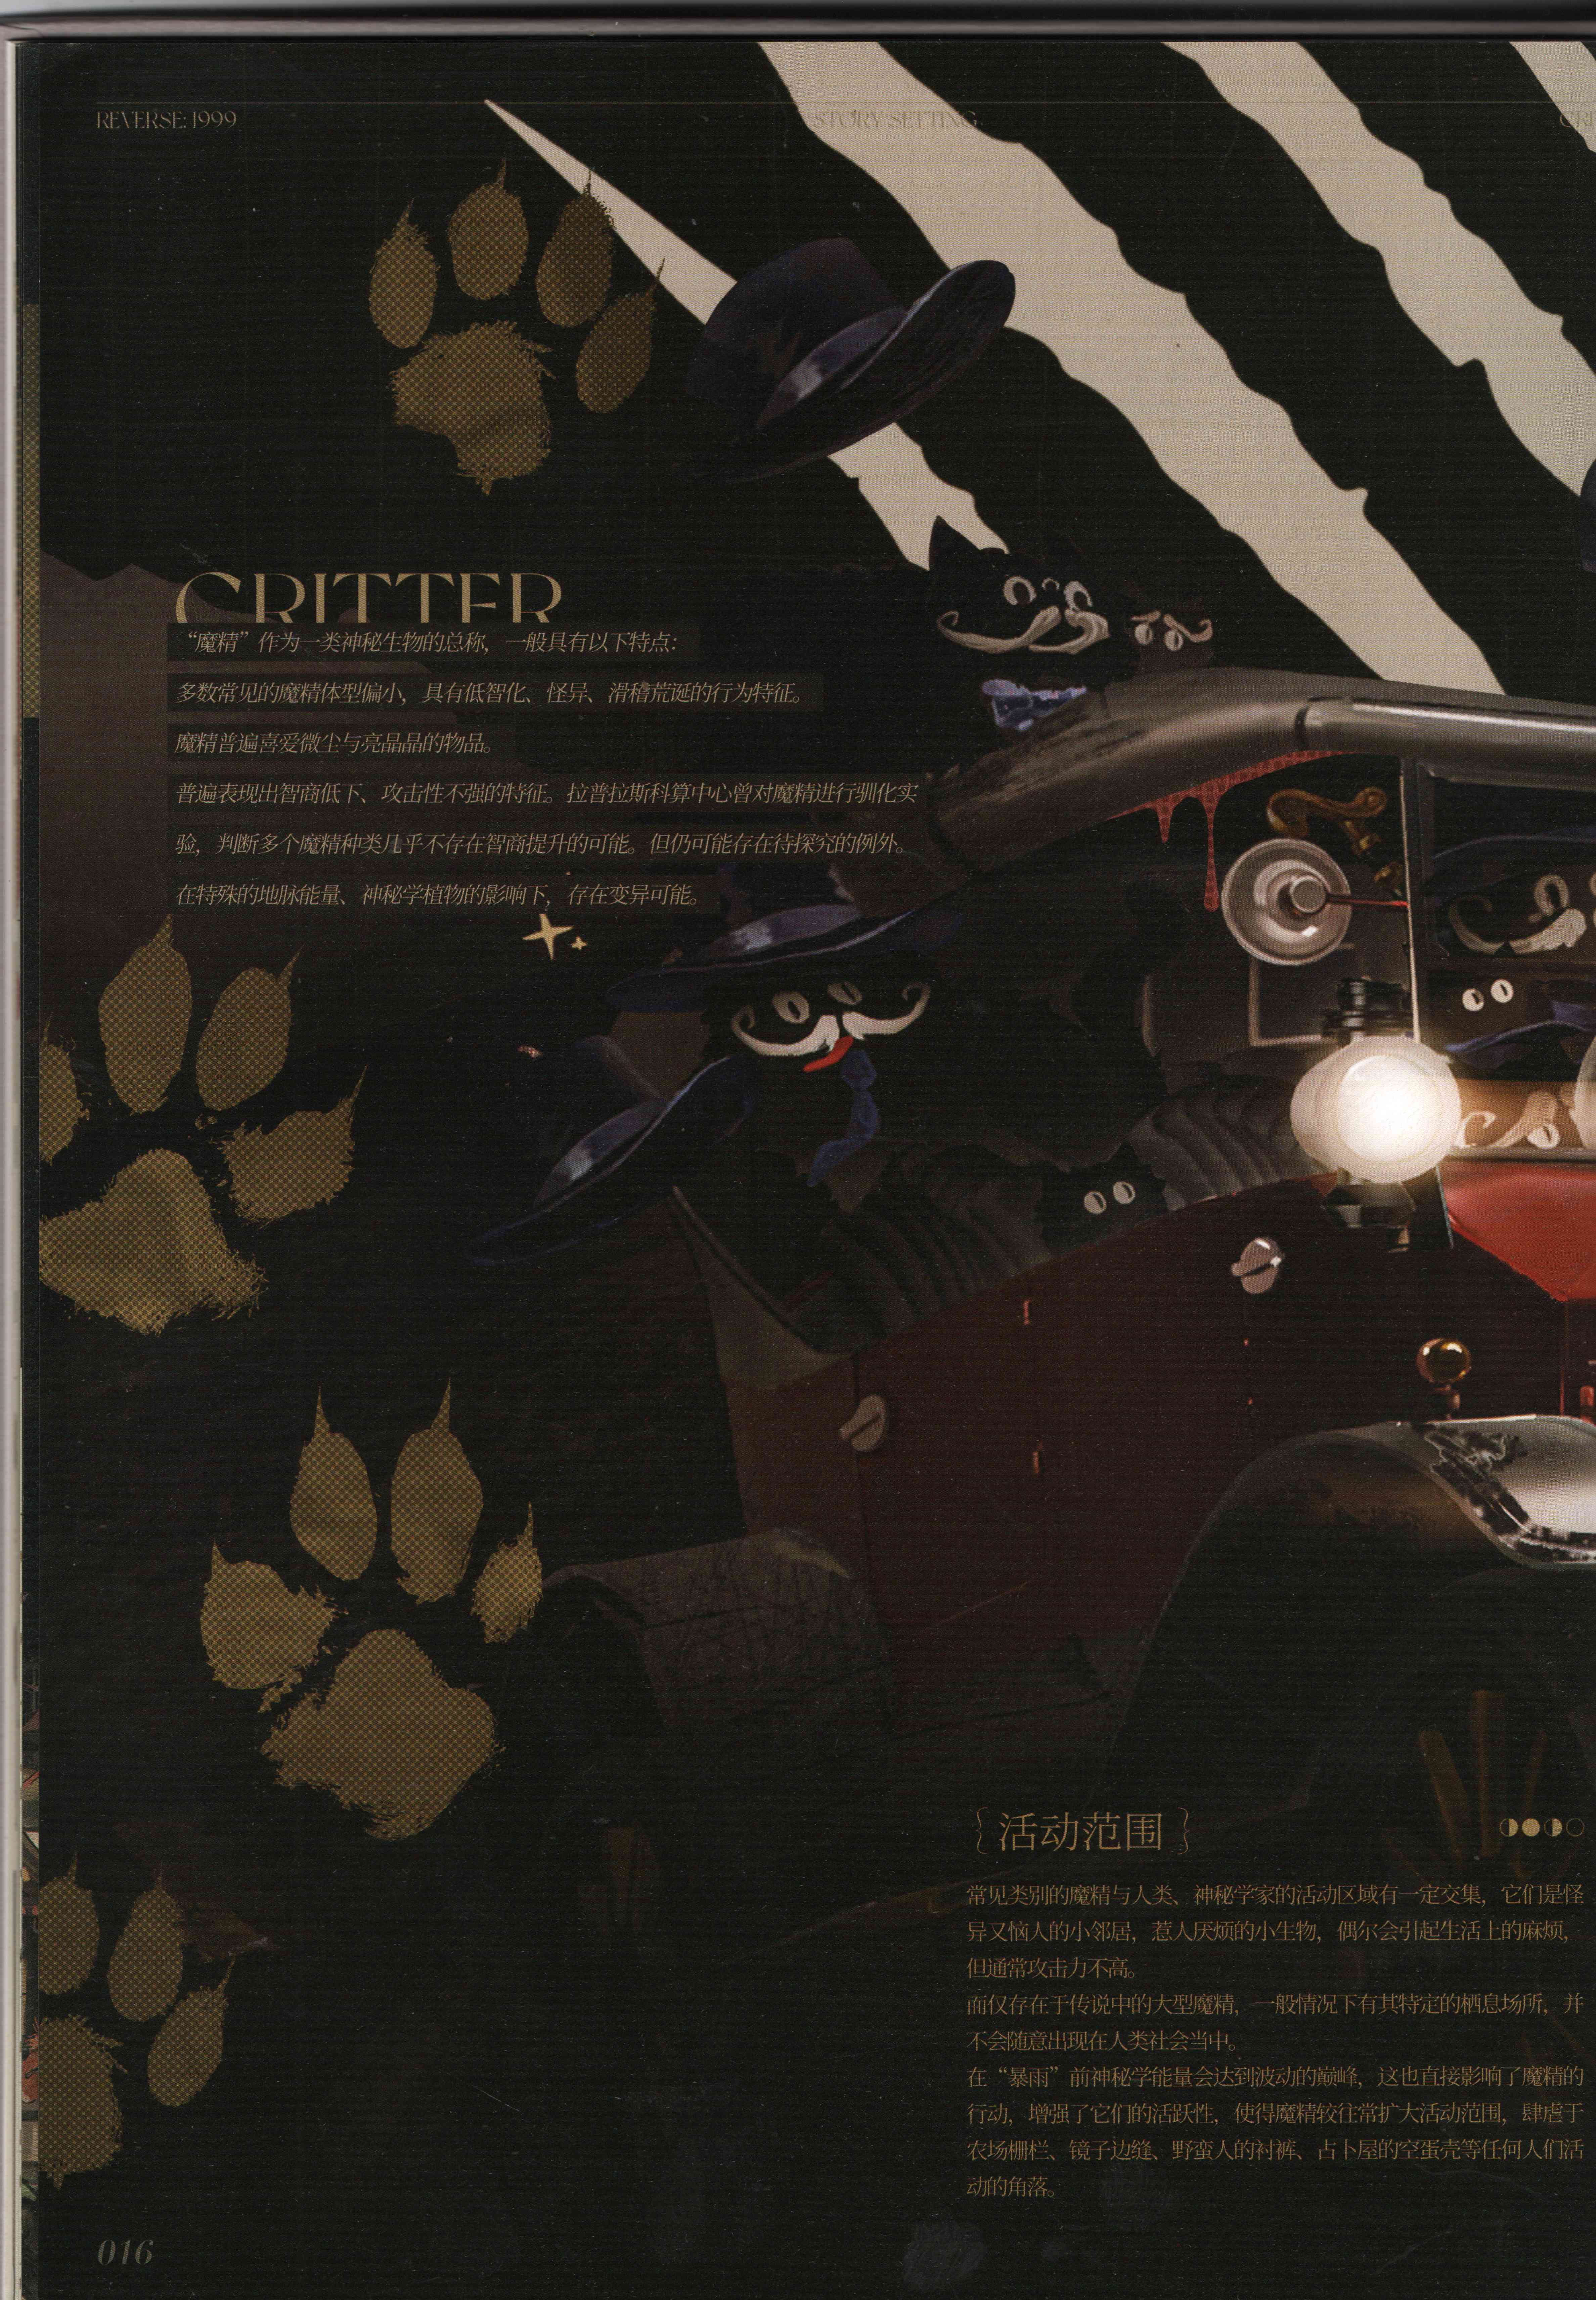 REVERSE: 1999
STORY SETTING
CRI
CRITTER
“魔精”作为一类神秘生物的总称，一般具有以下特点：
多数常见的魔精体型偏小，具有低智化、怪异、滑稽荒诞的行为特征。
魔精普遍喜爱微尘与亮晶晶的物品。
普遍表现出智商低下、攻击性不强的特征。拉普拉斯科算中心曾对魔精进行驯化实
验，判断多个魔精种类几乎不存在智商提升的可能。但仍可能存在待探究的例外。
在特殊的地脉能量、神秘学植物的影响下，存在变异可能。
{活动范围}
常见类别的魔精与人类、神秘学家的活动区域有一定交集，它们是怪
异又恼人的小邻居，惹人厌烦的小生物，偶尔会引起生活上的麻烦，
但通常攻击力不高。
而仅存在于传说中的大型魔精，一般情况下有其特定的栖息场所，并
不会随意出现在人类社会当中。
在“暴雨”前神秘学能量会达到波动的巅峰，这也直接影响了魔精的
行动，增强了它们的活跃性，使得魔精较往常扩大活动范围，肆虐于
农场栅栏、镜子边缝、野蛮人的衬裤、占卜屋的空蛋壳等任何人们活
动的角落。
016